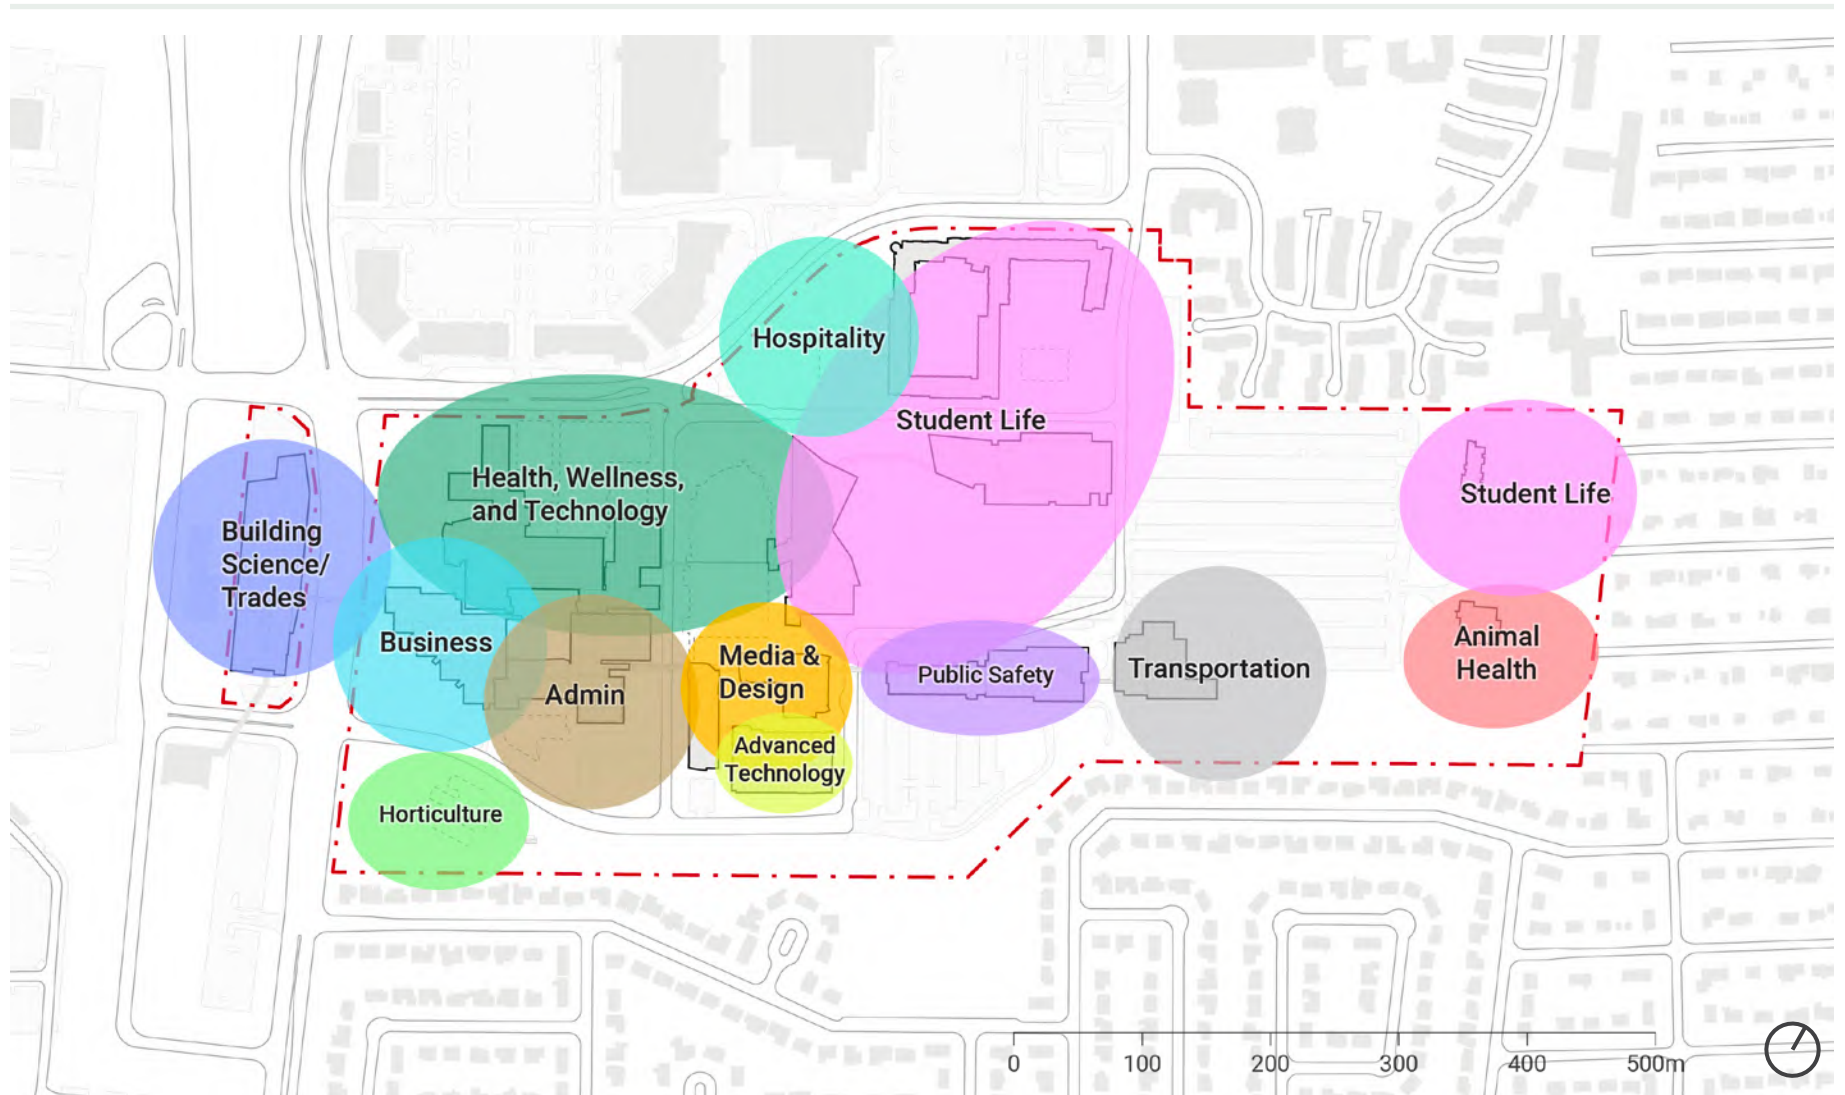 Hospitality
Student Life
Health, Wellness,
and Technology
Student Life
Building
Science/
Trades
Business
Admin
Media &
Design
Public Safety
Transportation
Animal
Health
Advanced
Technology
Horticulture
0
100
200
300
400
500m